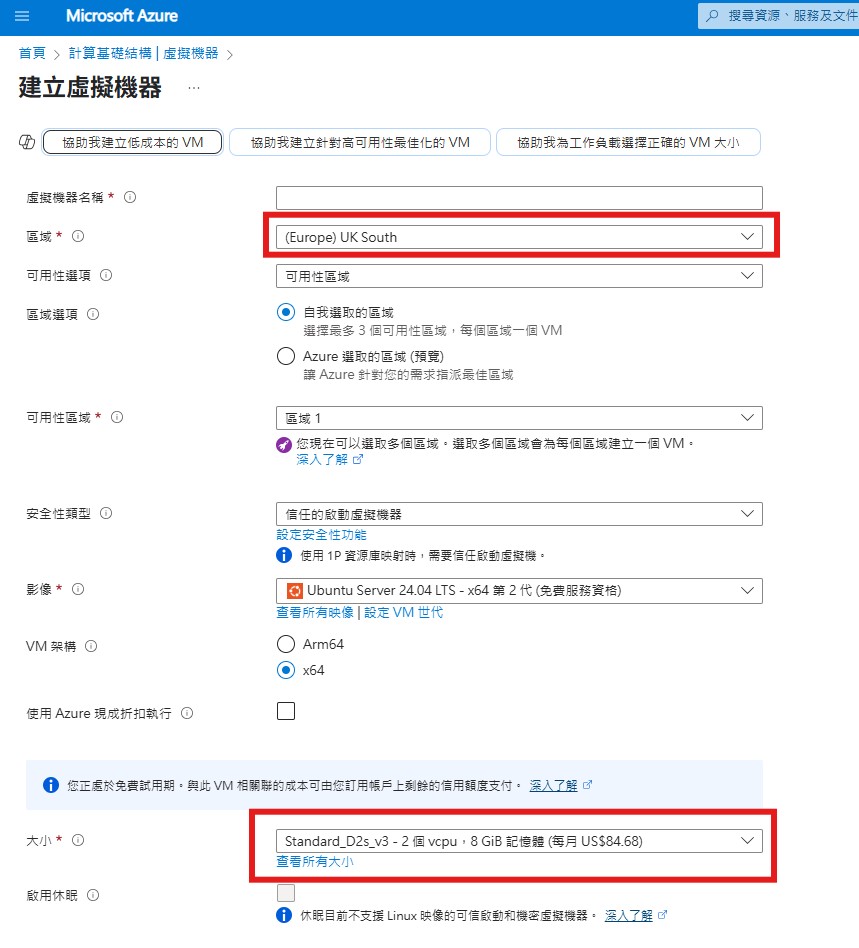 Microsoft Azure
搜尋資源、服務及文件
首頁 > 計算基礎結構 | 虛擬機器 >
建立虛擬機器 ...
協助我建立低成本的 VM 協助我建立針對高可用性最佳化的 VM 協助我為工作負載選擇正確的 VM 大小
虛擬機器名稱 *
區域 * (Europe) UK South
可用性選項 可用性區域
區域選項 自我選取的區域
選擇最多 3 個可用性區域，每個區域一個 VM
Azure 選取的區域 (預覽)
讓 Azure 針對您的需求指派最佳區域
可用性區域 * 區域 1
您現在可以選取多個區域。選取多個區域會為每個區域建立一個 VM。
深入了解
安全性類型 信任的啟動虛擬機器
設定安全性功能
使用 1P 資源庫映射時，需要信任啟動虛擬機。
影像 * Ubuntu Server 24.04 LTS - x64 第 2 代 (免費服務資格)
查看所有映像 | 設定 VM 世代
VM 架構 Arm64
x64
使用 Azure 現成折扣執行
您正處於免費試用期。與此 VM 相關聯的成本可由您訂用帳戶上剩餘的信用額度支付。 深入了解
大小 * Standard_D2s_v3 - 2 個 vcpu，8 GiB 記憶體 (每月 US$84.68)
查看所有大小
啟用休眠
休眠目前不支援 Linux 映像的可信啟動和機密虛擬機器。 深入了解